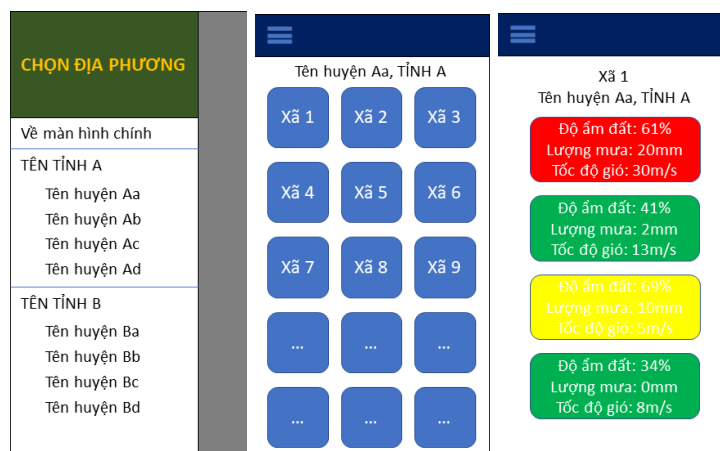 CHỌN ĐỊA PHƯƠNG
Về màn hình chính
TÊN TỈNH A
Tên huyện Aa
Tên huyện Ab
Tên huyện Ac
Tên huyện Ad
TÊN TỈNH B
Tên huyện Ba
Tên huyện Bb
Tên huyện Bc
Tên huyện Bd
Tên huyện Aa, TỈNH A
Xã 1 Xã 2 Xã 3
Xã 4 Xã 5 Xã 6
Xã 7 Xã 8 Xã 9
... ... ...
... ... ...
Xã 1
Tên huyện Aa, TỈNH A
Độ ẩm đất: 61%
Lượng mưa: 20mm
Tốc độ gió: 30m/s
Độ ẩm đất: 41%
Lượng mưa: 2mm
Tốc độ gió: 13m/s
Độ ẩm đất: 69%
Lượng mưa: 10mm
Tốc độ gió: 5m/s
Độ ẩm đất: 34%
Lượng mưa: 0mm
Tốc độ gió: 8m/s